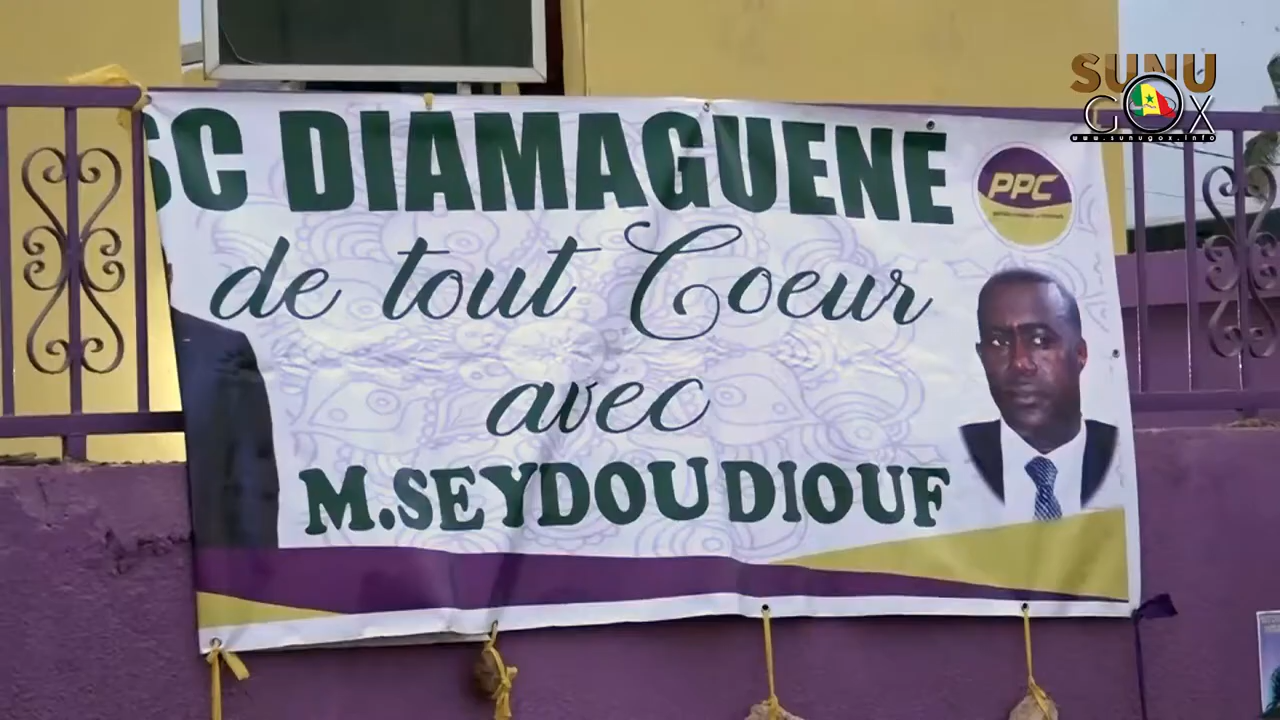 SUNU
GOX
www.sunugox.info
SC DIAMAGUENE
PPC
de tout Coeur
avec
M.SEYDOU DIOUF